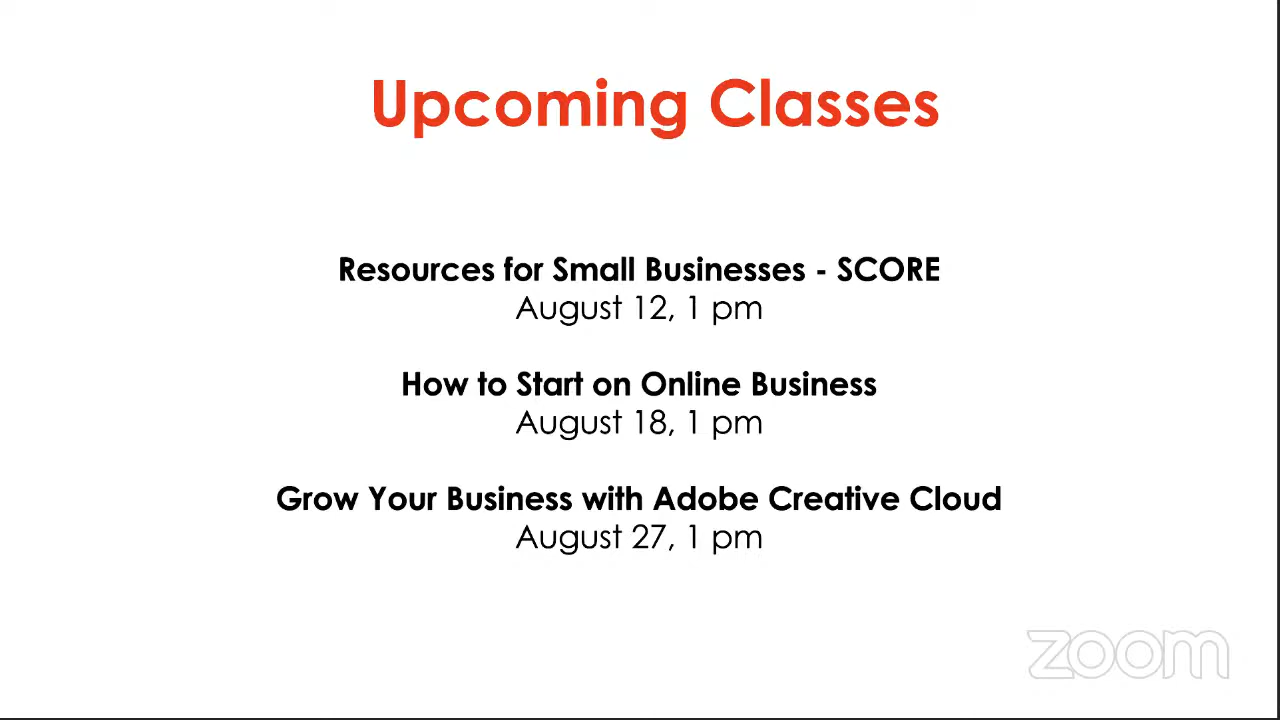 Upcoming Classes
Resources for Small Businesses - SCORE
August 12, 1 pm
How to Start on Online Business
August 18, 1 pm
Grow Your Business with Adobe Creative Cloud
August 27, 1 pm
zoom